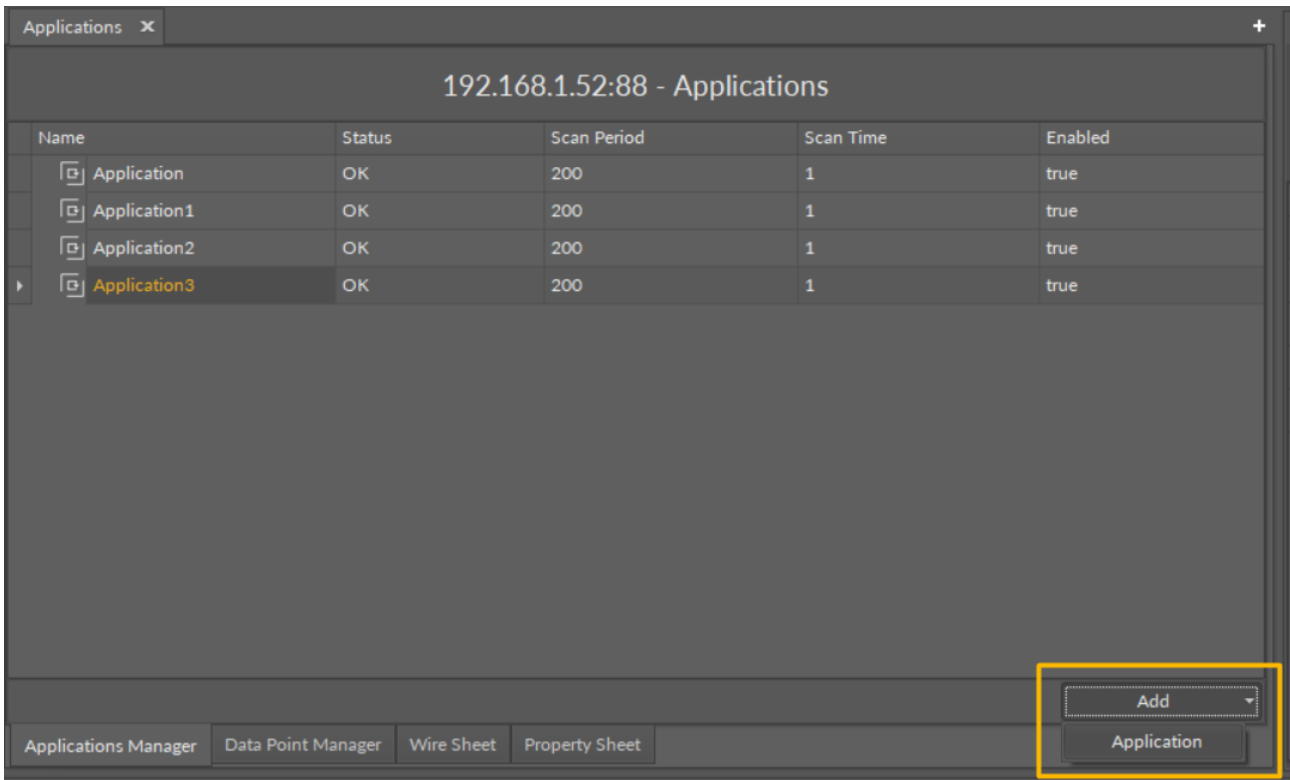 Applications
192.168.1.52:88 - Applications
Name Status Scan Period Scan Time Enabled
Application OK 200 1 true
Application1 OK 200 1 true
Application2 OK 200 1 true
Application3 OK 200 1 true
Add
Applications Manager Data Point Manager Wire Sheet Property Sheet Application